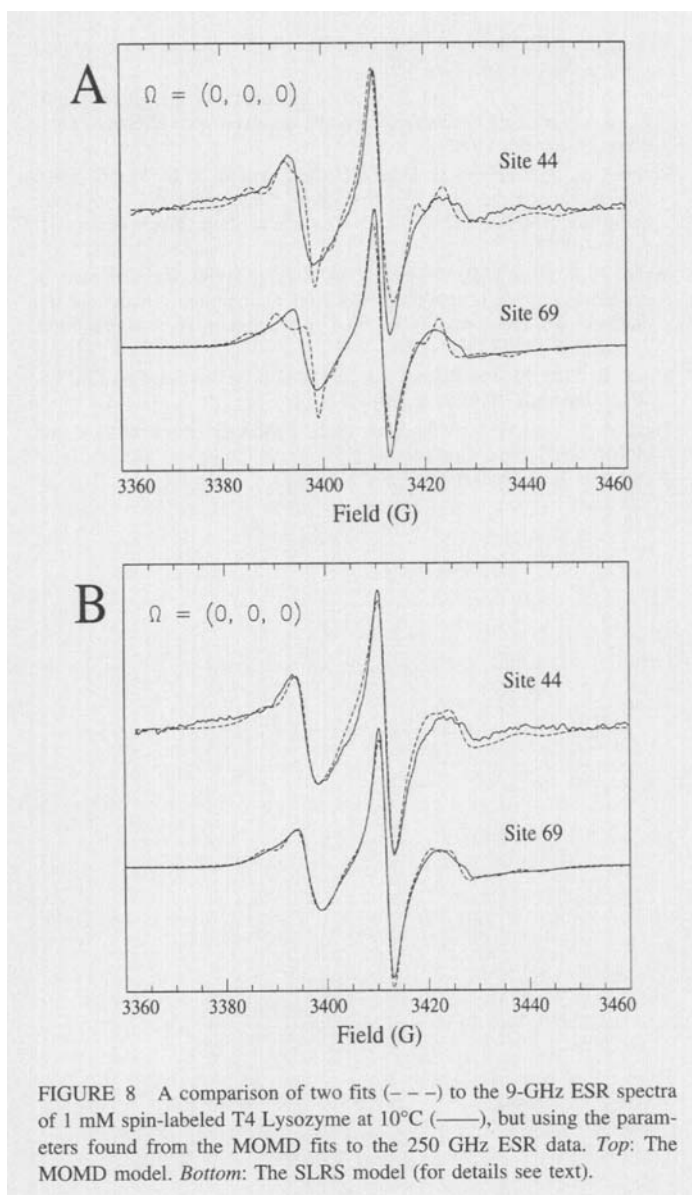 A
Ω = (0, 0, 0)
Site 44
Site 69
3360 3380 3400 3420 3440 3460
Field (G)
B
Ω = (0, 0, 0)
Site 44
Site 69
3360 3380 3400 3420 3440 3460
Field (G)
FIGURE 8 A comparison of two fits (– – –) to the 9-GHz ESR spectra
of 1 mM spin-labeled T4 Lysozyme at 10°C (——), but using the param-
eters found from the MOMD fits to the 250 GHz ESR data. Top: The
MOMD model. Bottom: The SLRS model (for details see text).